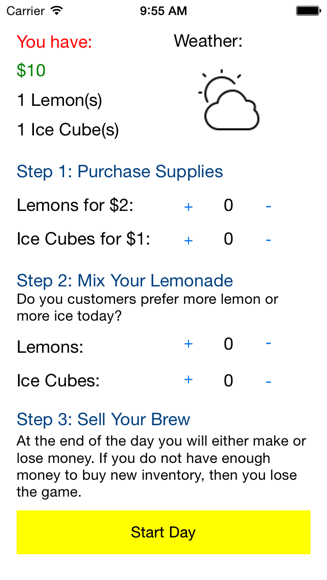 Carrier 9:55 AM
You have: Weather:
$10
1 Lemon(s)
1 Ice Cube(s)
Step 1: Purchase Supplies
Lemons for $2: + 0 -
Ice Cubes for $1: + 0 -
Step 2: Mix Your Lemonade
Do you customers prefer more lemon or
more ice today?
Lemons: + 0 -
Ice Cubes: + 0 -
Step 3: Sell Your Brew
At the end of the day you will either make or
lose money. If you do not have enough
money to buy new inventory, then you lose
the game.
Start Day